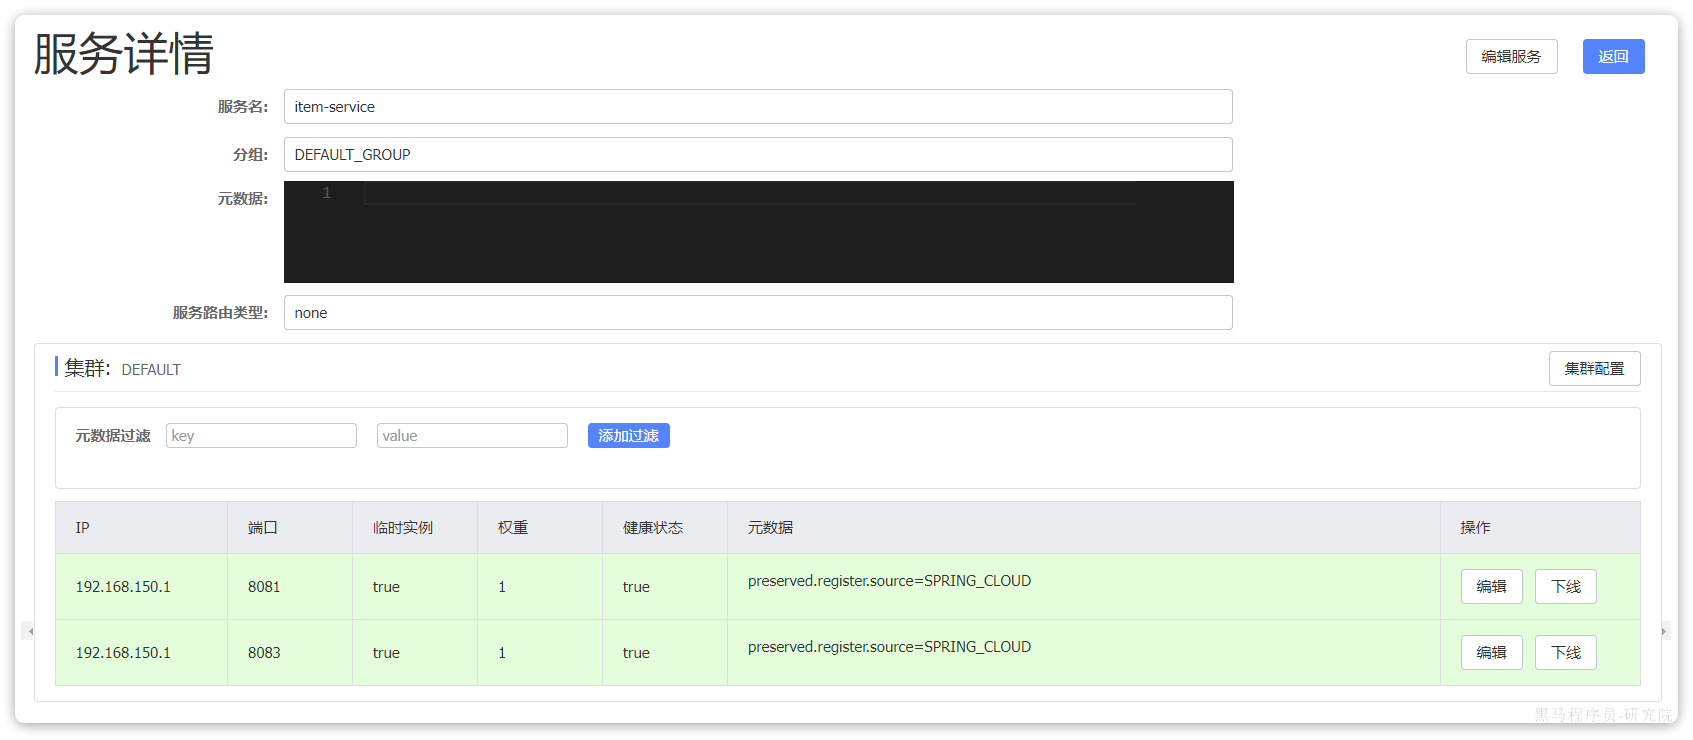 服务详情
编辑服务 返回
服务名: item-service
分组: DEFAULT_GROUP
元数据: 1
服务路由类型: none
集群: DEFAULT 集群配置
元数据过滤 key value 添加过滤
IP 端口 临时实例 权重 健康状态 元数据 操作
192.168.150.1 8081 true 1 true preserved.register.source=SPRING_CLOUD 编辑 下线
192.168.150.1 8083 true 1 true preserved.register.source=SPRING_CLOUD 编辑 下线
黑马程序员-研究院